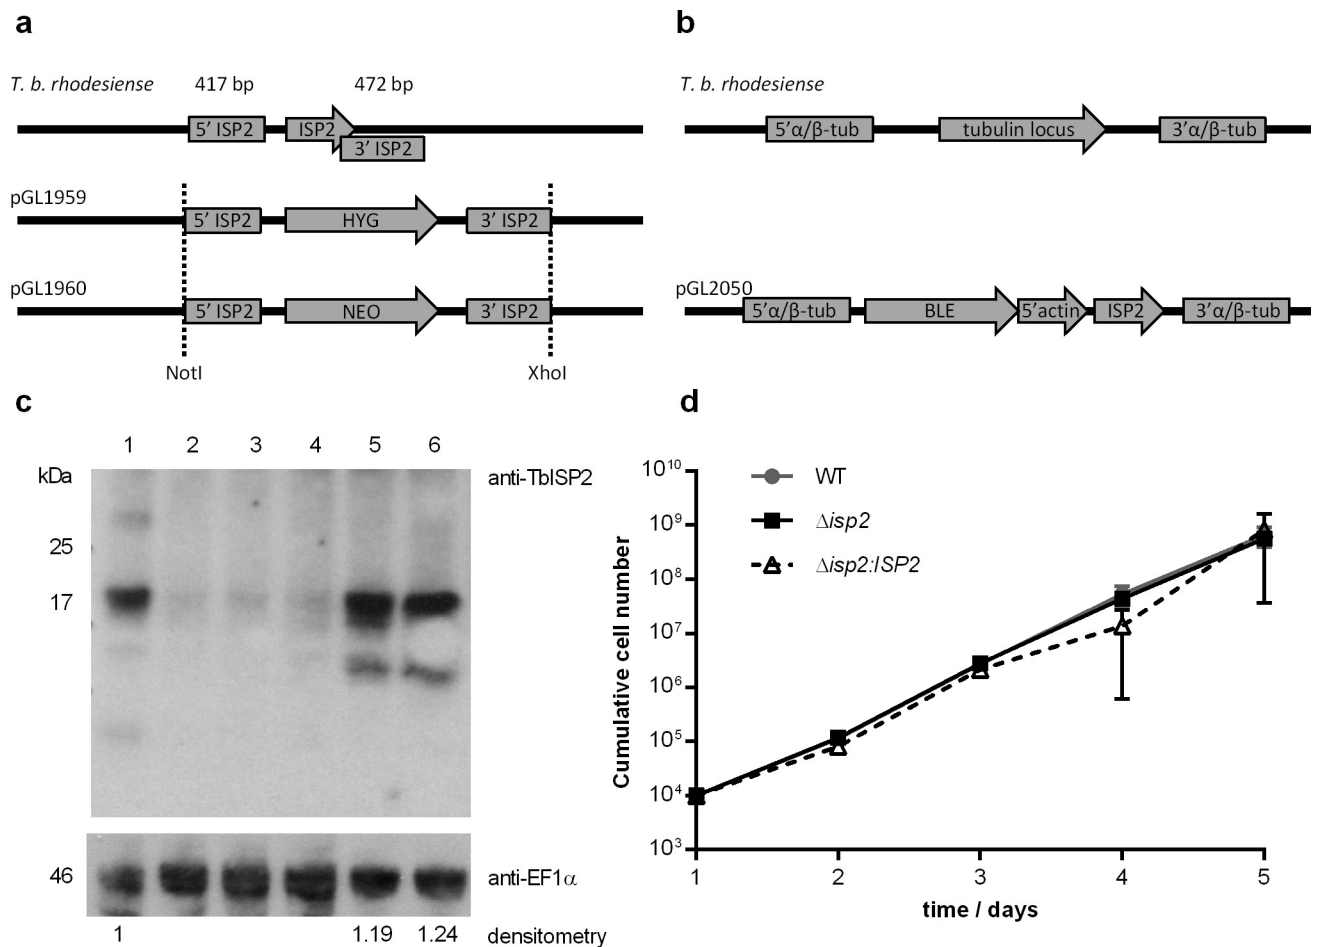 a
T. b. rhodesiense 417 bp 472 bp
5' ISP2 ISP2
3' ISP2
pGL1959
5' ISP2 HYG 3' ISP2
pGL1960
5' ISP2 NEO 3' ISP2
NotI XhoI
b
T. b. rhodesiense
5'α/β-tub tubulin locus 3'α/β-tub
pGL2050
5'α/β-tub BLE 5'actin ISP2 3'α/β-tub
c
1 2 3 4 5 6
kDa anti-TbISP2
25
17
46 anti-EF1α
1 1.19 1.24 densitometry
d
WT
Δisp2
Δisp2:ISP2
Cumulative cell number
10¹⁰
10⁹
10⁸
10⁷
10⁶
10⁵
10⁴
10³
1 2 3 4 5
time / days